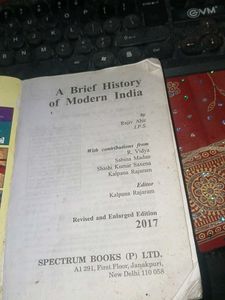 A Brief History
of Modern India
by
Rajiv Ahir
I.P.S.
With contributions from
R. Vidya
Sabina Madan
Shashi Kumar Saxena
Kalpana Rajaram
Editor
Kalpana Rajaram
Revised and Enlarged Edition
2017
SPECTRUM BOOKS (P) LTD.
A1 291, First Floor, Janakpuri,
New Delhi 110 058